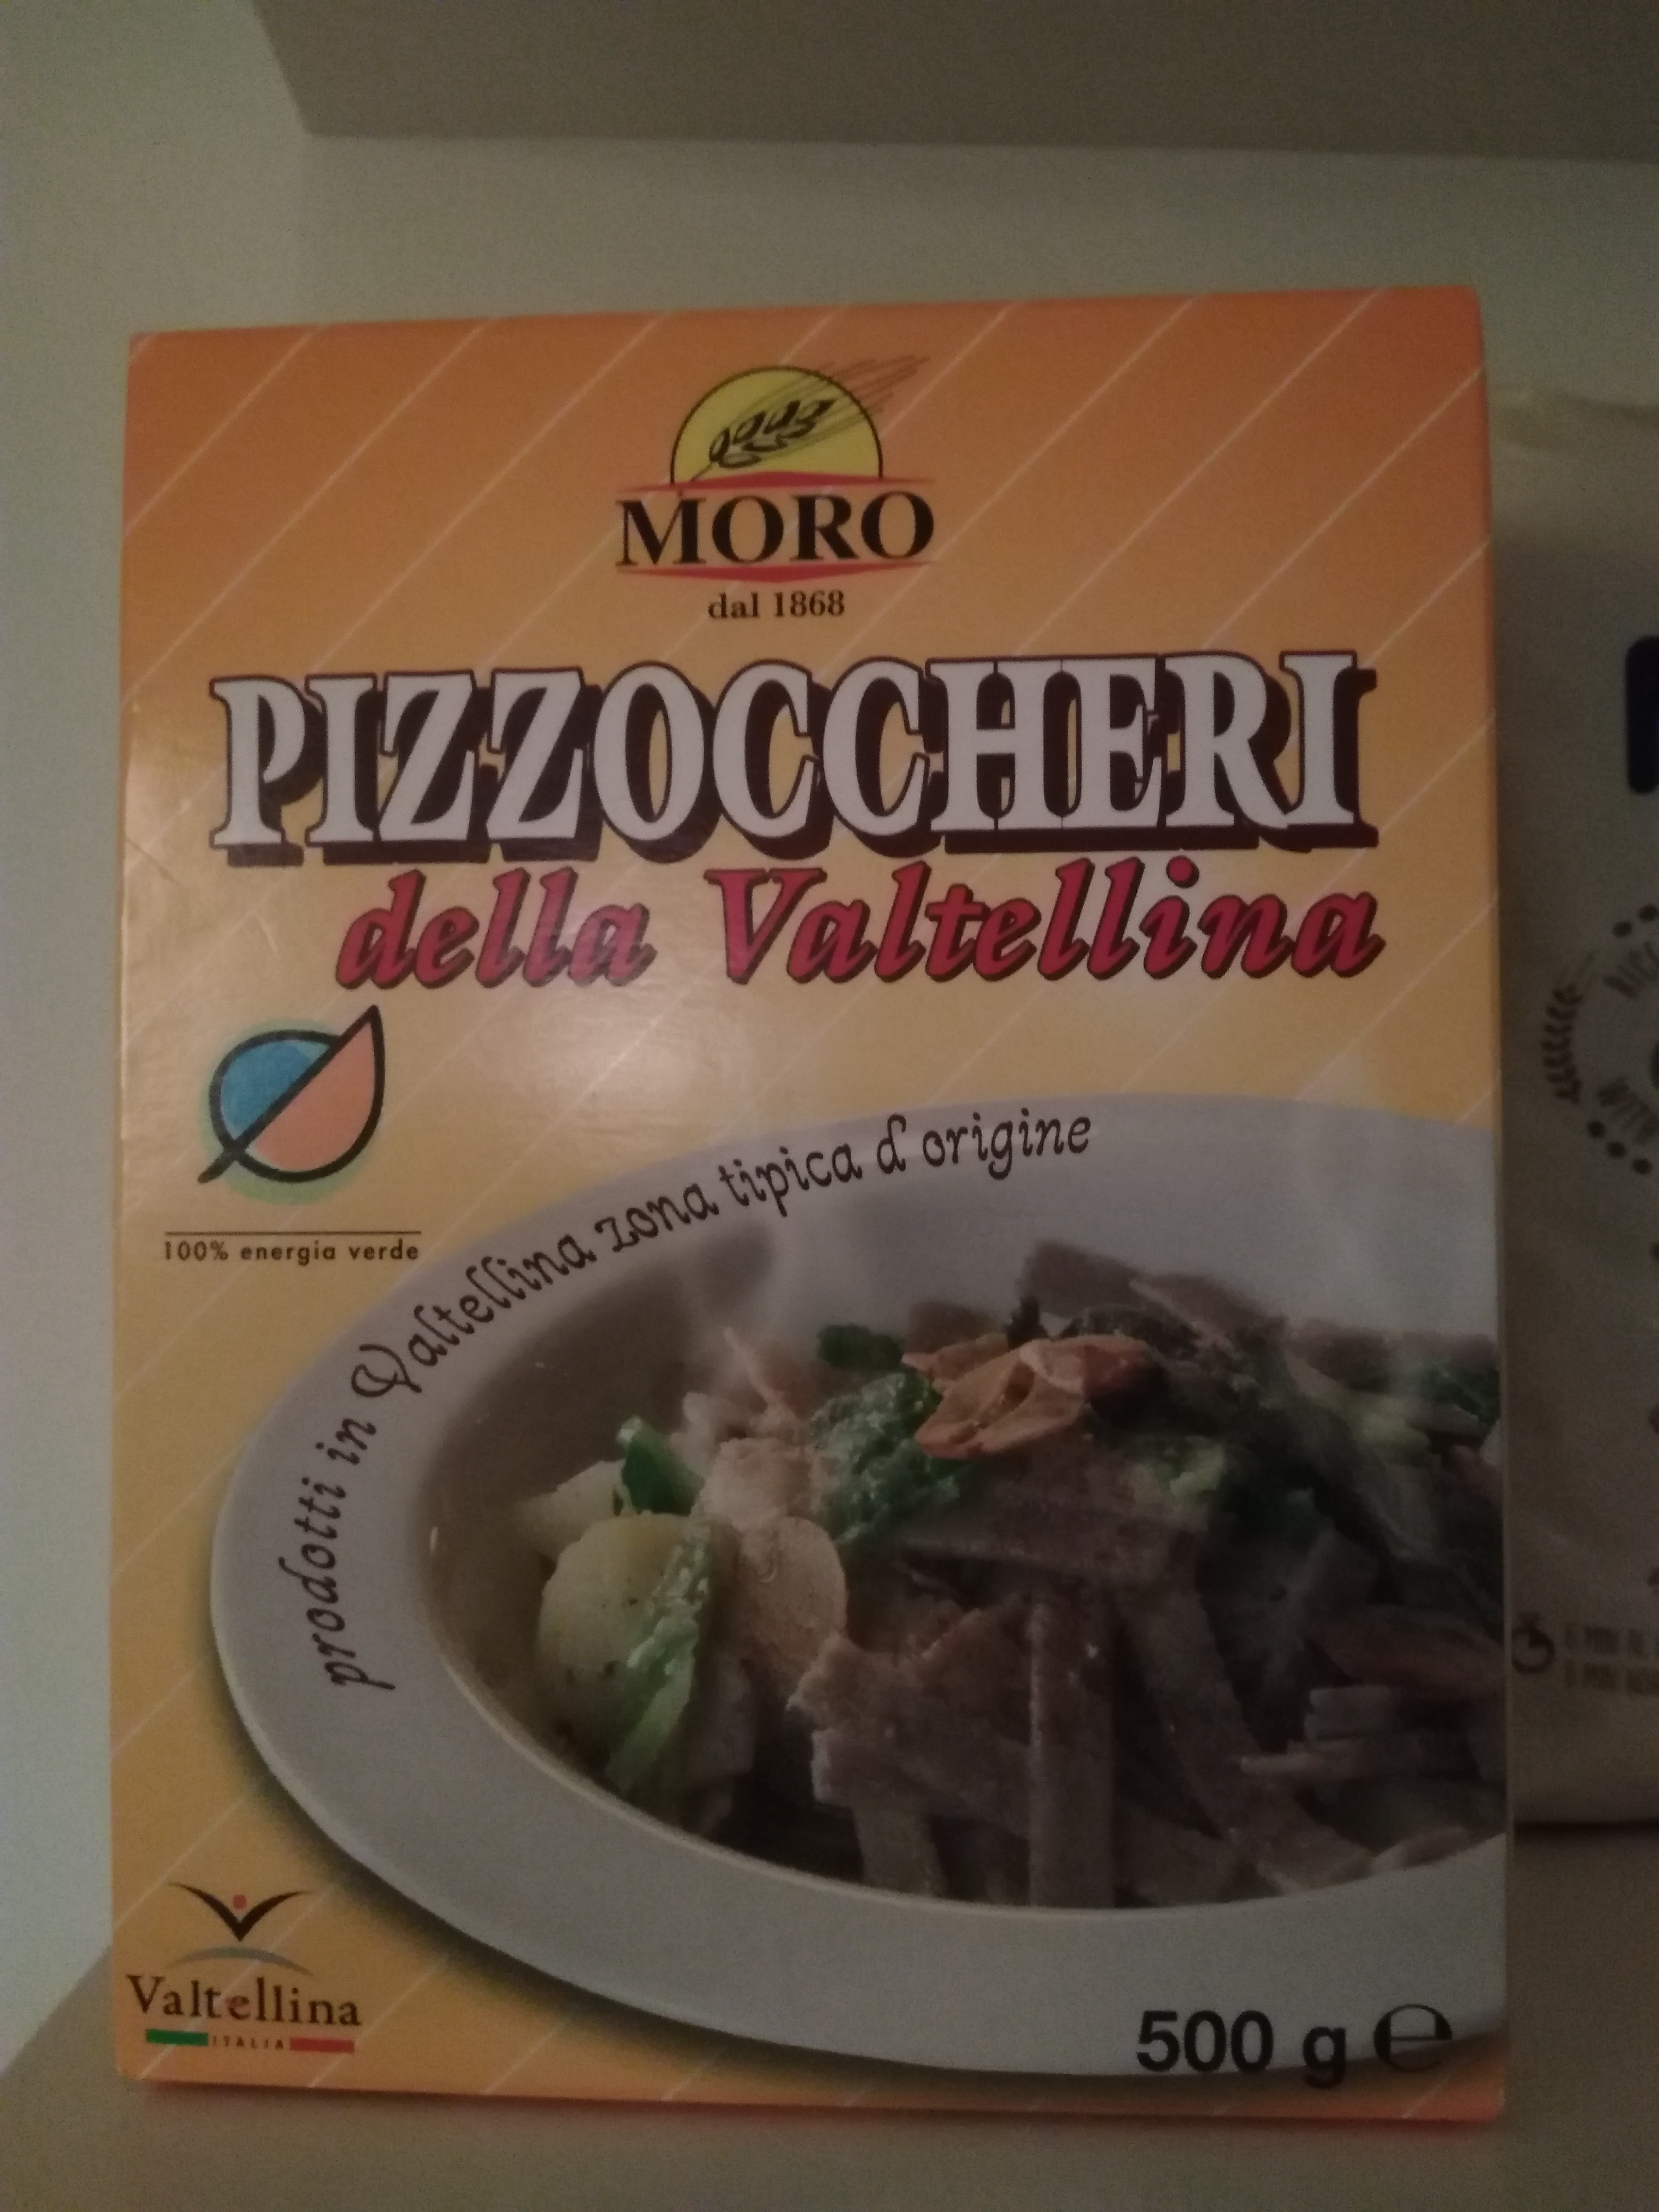 MORO
dal 1868
PIZZOCCHERI
della Valtellina
100% energia verde
prodotti in Valtellina zona tipica d'origine
Valtellina
ITALIA
500 g ℮